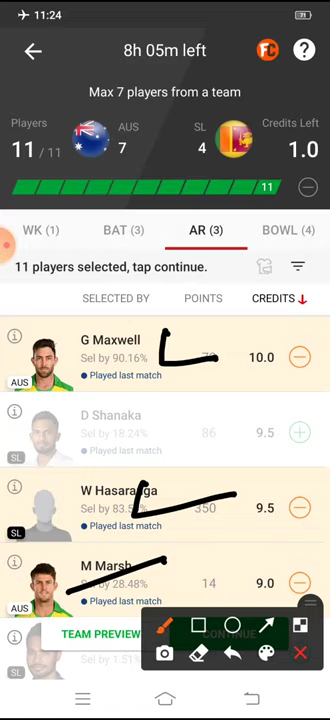 11:24
71
8h 05m left
FC
?
Max 7 players from a team
Players
AUS
SL
Credits Left
11 / 11
7
4
1.0
11
WK (1) BAT (3) AR (3) BOWL (4)
11 players selected, tap continue.
SELECTED BY POINTS CREDITS
G Maxwell
Sel by 90.16% 10.0
Played last match
AUS
D Shanaka
Sel by 18.24% 86 9.5
Played last match
SL
W Hasaranga
Sel by 350 9.5
Played last match
SL
M Marsh
Sel by 28.48% 14 9.0
Played last match
AUS
TEAM PREVIEW CONTINUE
Sel by 1.51%